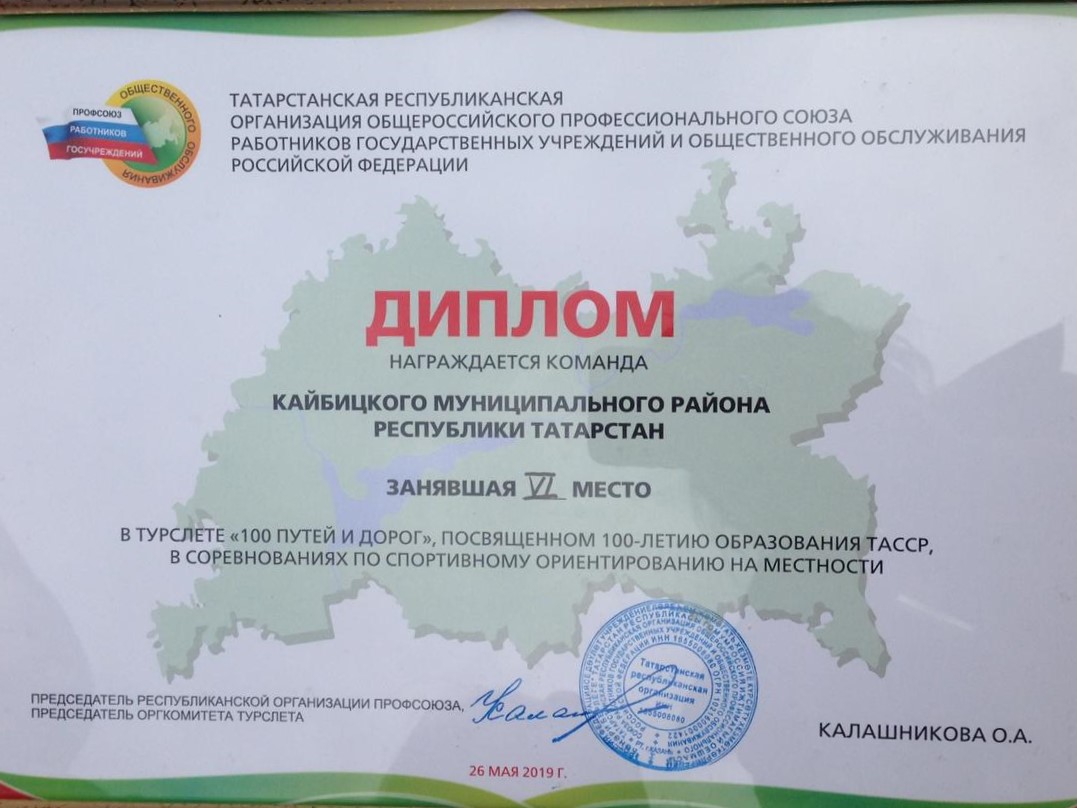 ОБЩЕСТВЕННОГО
ОБСЛУЖИВАНИЯ
ПРОФСОЮЗ
РАБОТНИКОВ
ГОСУЧРЕЖДЕНИЙ
ТАТАРСТАНСКАЯ РЕСПУБЛИКАНСКАЯ
ОРГАНИЗАЦИЯ ОБЩЕРОССИЙСКОГО ПРОФЕССИОНАЛЬНОГО СОЮЗА
РАБОТНИКОВ ГОСУДАРСТВЕННЫХ УЧРЕЖДЕНИЙ И ОБЩЕСТВЕННОГО ОБСЛУЖИВАНИЯ
РОССИЙСКОЙ ФЕДЕРАЦИИ
ДИПЛОМ
НАГРАЖДАЕТСЯ КОМАНДА
КАЙБИЦКОГО МУНИЦИПАЛЬНОГО РАЙОНА
РЕСПУБЛИКИ ТАТАРСТАН
ЗАНЯВШАЯ VI МЕСТО
В ТУРСЛЕТЕ «100 ПУТЕЙ И ДОРОГ», ПОСВЯЩЕННОМ 100-ЛЕТИЮ ОБРАЗОВАНИЯ ТАССР,
В СОРЕВНОВАНИЯХ ПО СПОРТИВНОМУ ОРИЕНТИРОВАНИЮ НА МЕСТНОСТИ
Татарстанская
республиканская
организация
ИНН
1655006080
ПРЕДСЕДАТЕЛЬ РЕСПУБЛИКАНСКОЙ ОРГАНИЗАЦИИ ПРОФСОЮЗА,
ПРЕДСЕДАТЕЛЬ ОРГКОМИТЕТА ТУРСЛЕТА
КАЛАШНИКОВА О.А.
26 МАЯ 2019 Г.